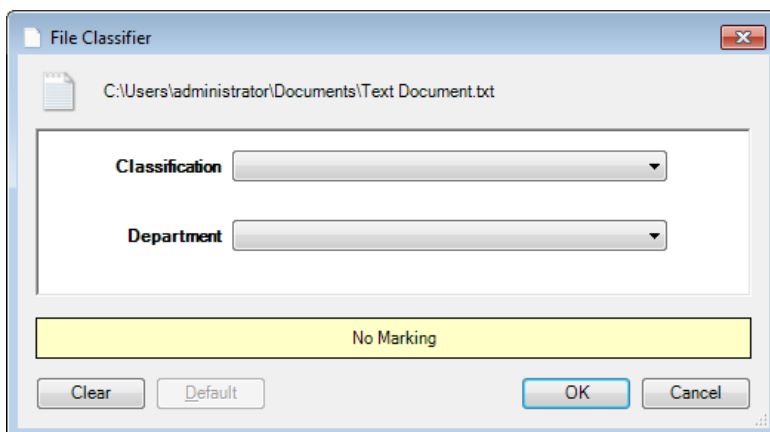 File Classifier
C:\Users\administrator\Documents\Text Document.txt
Classification
Department
No Marking
Clear Default OK Cancel